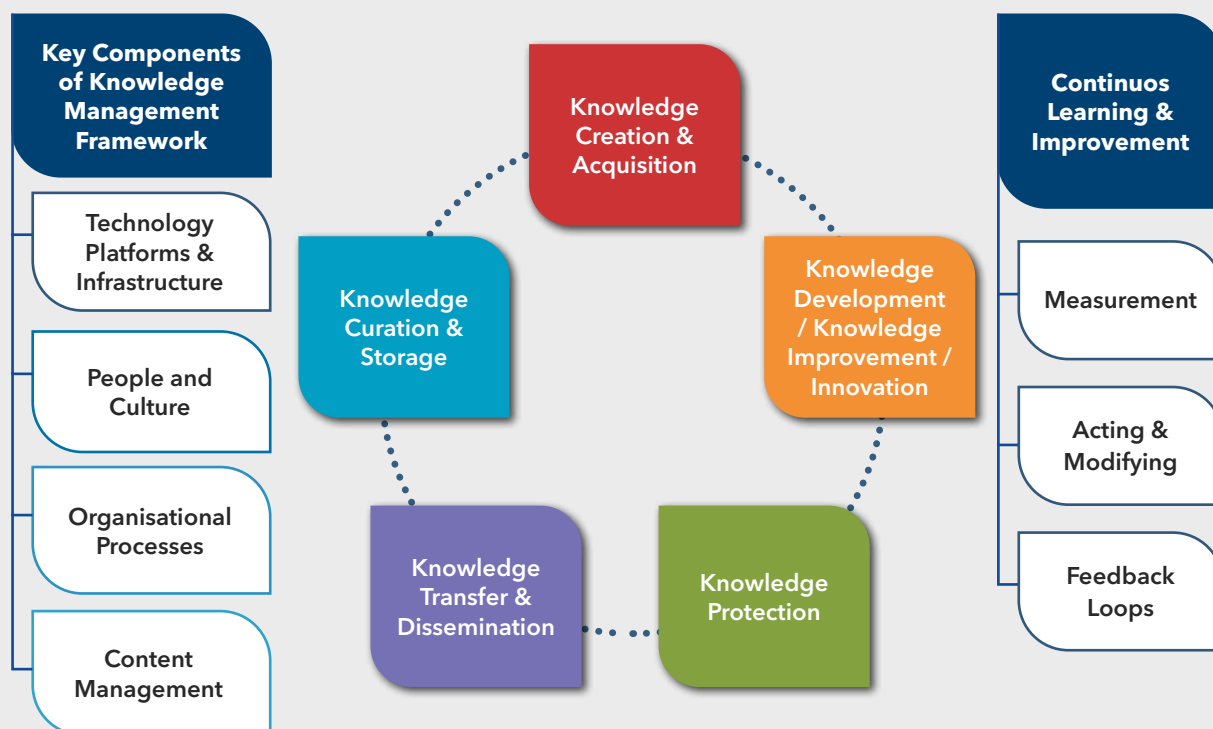 Key Components
of Knowledge
Management
Framework
Technology
Platforms &
Infrastructure
People and
Culture
Organisational
Processes
Content
Management
Knowledge
Creation &
Acquisition
Knowledge
Development
/ Knowledge
Improvement /
Innovation
Knowledge
Protection
Knowledge
Transfer &
Dissemination
Knowledge
Curation &
Storage
Continuos
Learning &
Improvement
Measurement
Acting &
Modifying
Feedback
Loops